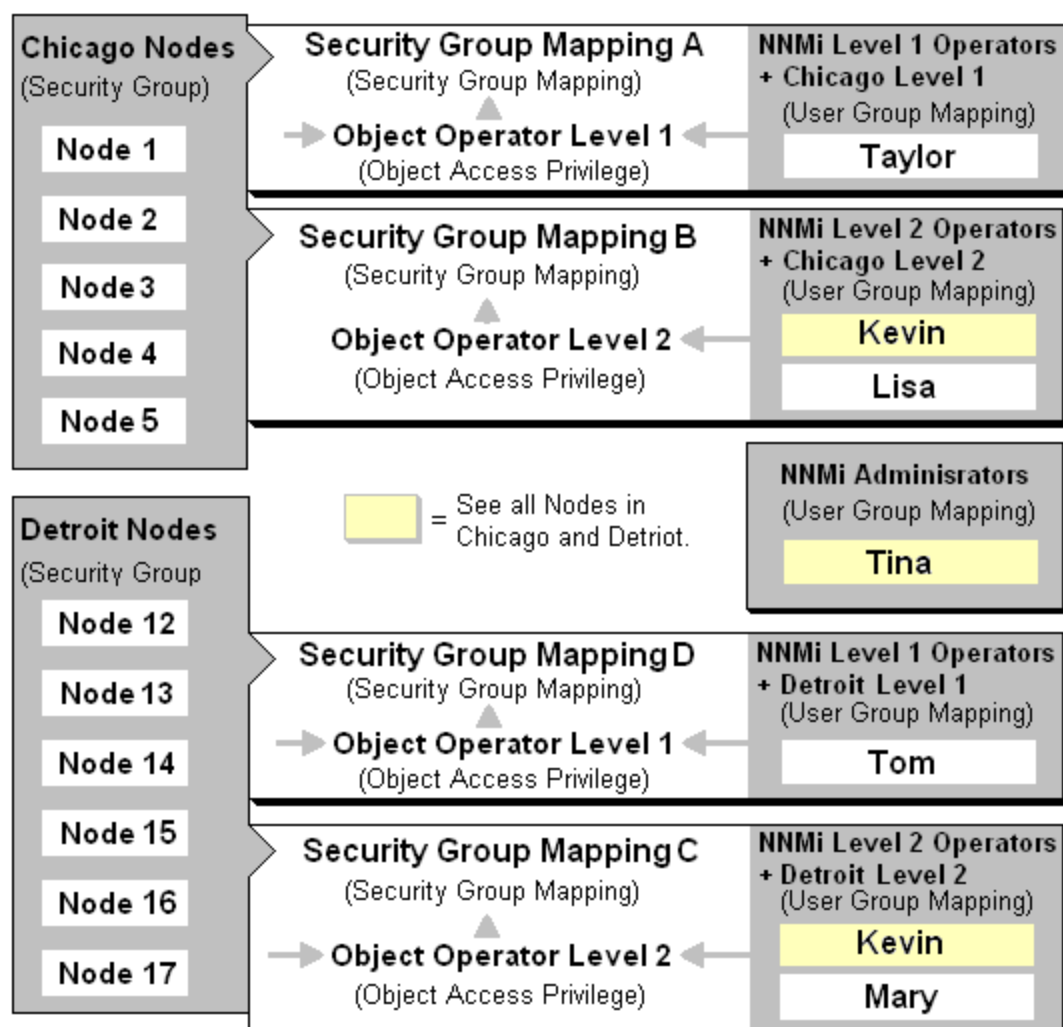 Chicago Nodes
(Security Group)
Node 1
Node 2
Node 3
Node 4
Node 5
Security Group Mapping A
(Security Group Mapping)
Object Operator Level 1
(Object Access Privilege)
NNMi Level 1 Operators
+ Chicago Level 1
(User Group Mapping)
Taylor
Security Group Mapping B
(Security Group Mapping)
Object Operator Level 2
(Object Access Privilege)
NNMi Level 2 Operators
+ Chicago Level 2
(User Group Mapping)
Kevin
Lisa
= See all Nodes in
Chicago and Detriot.
NNMi Adminisrators
(User Group Mapping)
Tina
Detroit Nodes
(Security Group
Node 12
Node 13
Node 14
Node 15
Node 16
Node 17
Security Group Mapping D
(Security Group Mapping)
Object Operator Level 1
(Object Access Privilege)
NNMi Level 1 Operators
+ Detroit Level 1
(User Group Mapping)
Tom
Security Group Mapping C
(Security Group Mapping)
Object Operator Level 2
(Object Access Privilege)
NNMi Level 2 Operators
+ Detroit Level 2
(User Group Mapping)
Kevin
Mary